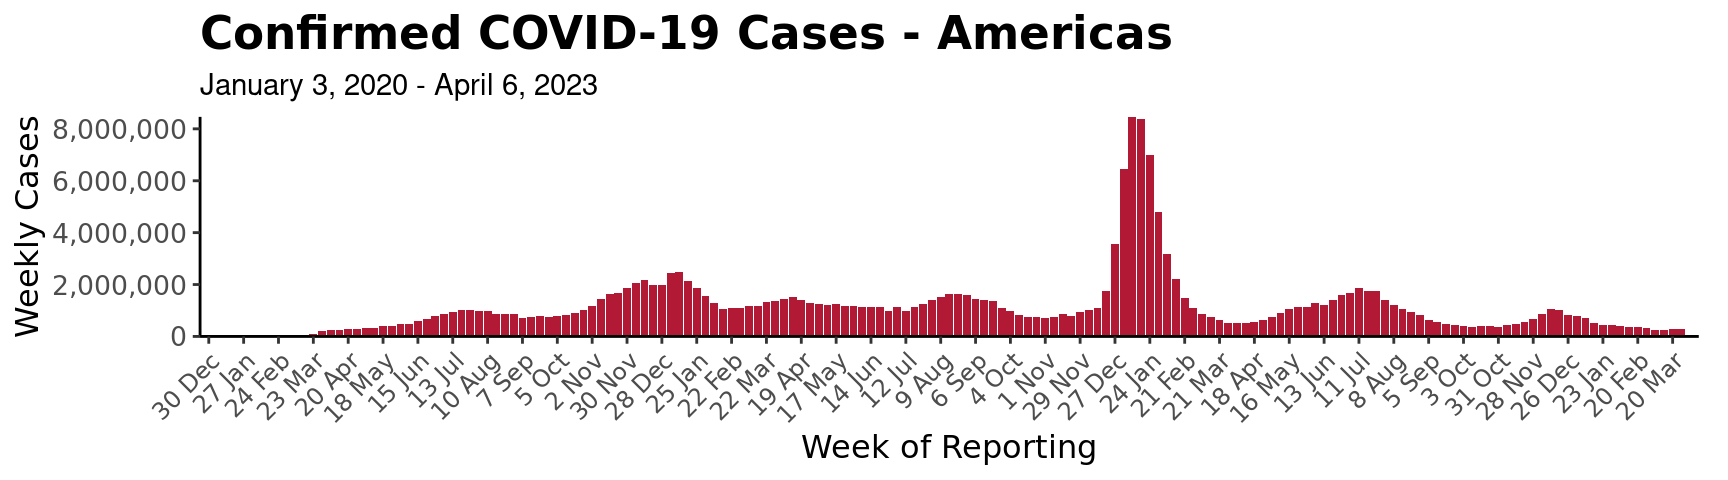 Confirmed COVID-19 Cases - Americas
January 3, 2020 - April 6, 2023
Weekly Cases
8,000,000
6,000,000
4,000,000
2,000,000
0
30 Dec
27 Jan
24 Feb
23 Mar
20 Apr
18 May
15 Jun
13 Jul
10 Aug
7 Sep
5 Oct
2 Nov
30 Nov
28 Dec
25 Jan
22 Feb
22 Mar
19 Apr
17 May
14 Jun
12 Jul
9 Aug
6 Sep
4 Oct
1 Nov
29 Nov
27 Dec
24 Jan
21 Feb
21 Mar
18 Apr
16 May
13 Jun
11 Jul
8 Aug
5 Sep
3 Oct
31 Oct
28 Nov
26 Dec
23 Jan
20 Feb
20 Mar
Week of Reporting